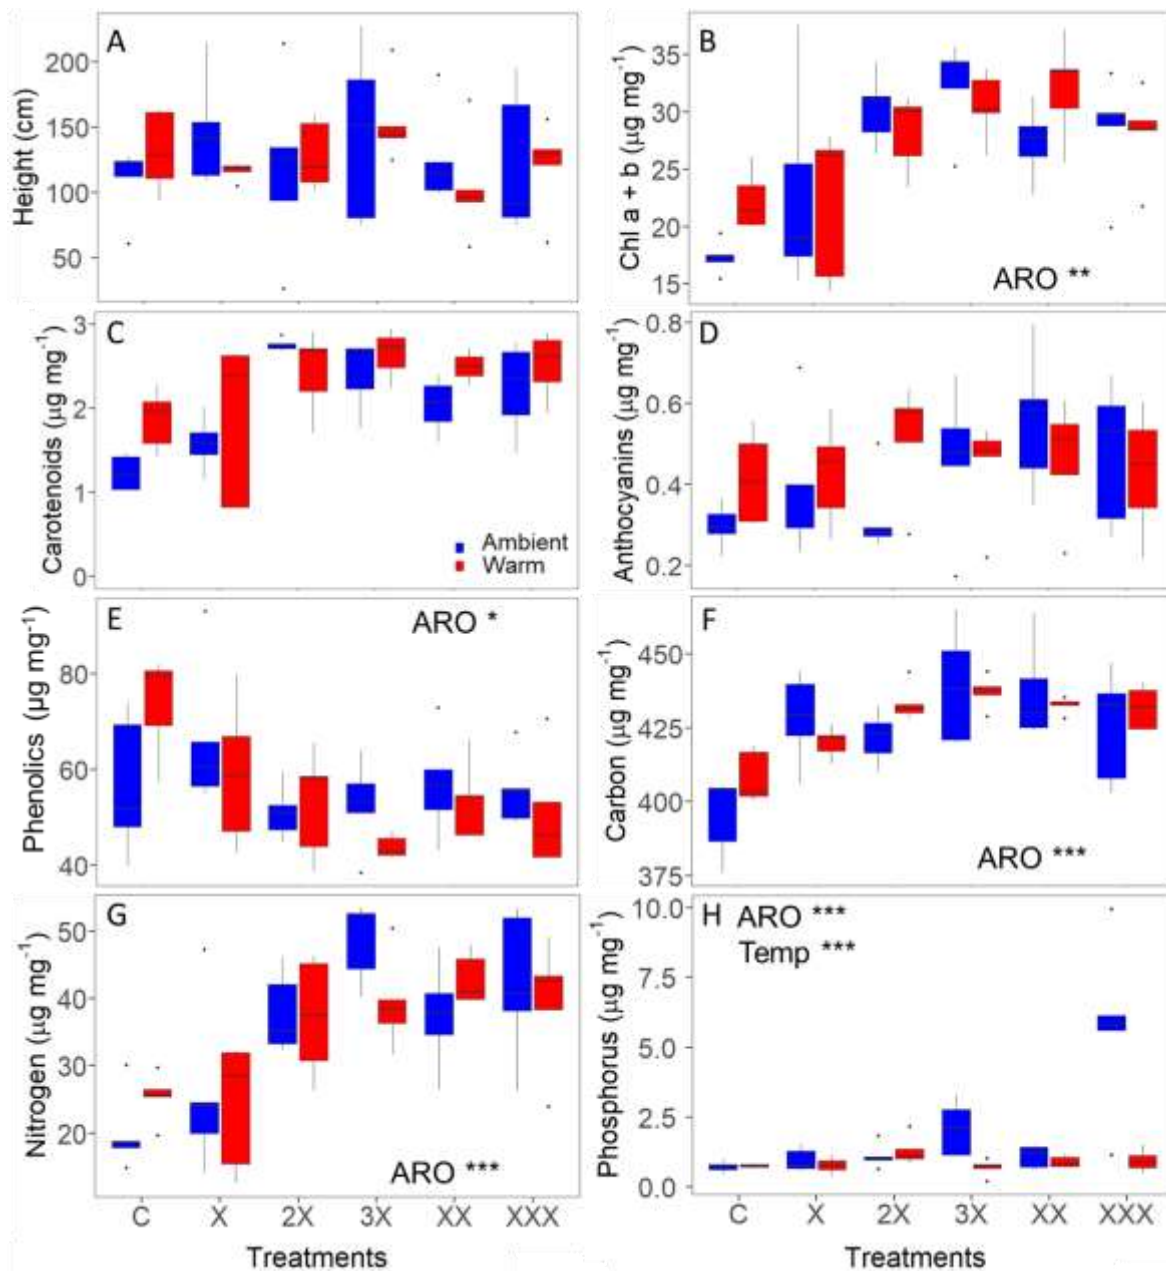 A
Height (cm)
200
150
100
50
B
Chl a + b (µg mg-1)
35
30
25
20
15
ARO **
C
Carotenoids (µg mg-1)
3
2
1
0
Ambient
Warm
D
Anthocyanins (µg mg-1)
0.8
0.6
0.4
0.2
E
ARO *
Phenolics (µg mg-1)
80
60
40
F
Carbon (µg mg-1)
450
425
400
375
ARO ***
G
Nitrogen (µg mg-1)
50
40
30
20
ARO ***
C X 2X 3X XX XXX
Treatments
H ARO ***
Temp ***
Phosphorus (µg mg-1)
10.0
7.5
5.0
2.5
0.0
C X 2X 3X XX XXX
Treatments